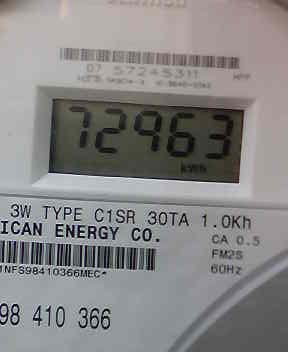 07 57245311
72963
kWh
3W TYPE C1SR 30TA 1.0Kh
ICAN ENERGY CO.
CA 0.5
FM2S
60Hz
1NFS98410366MEC*
98 410 366